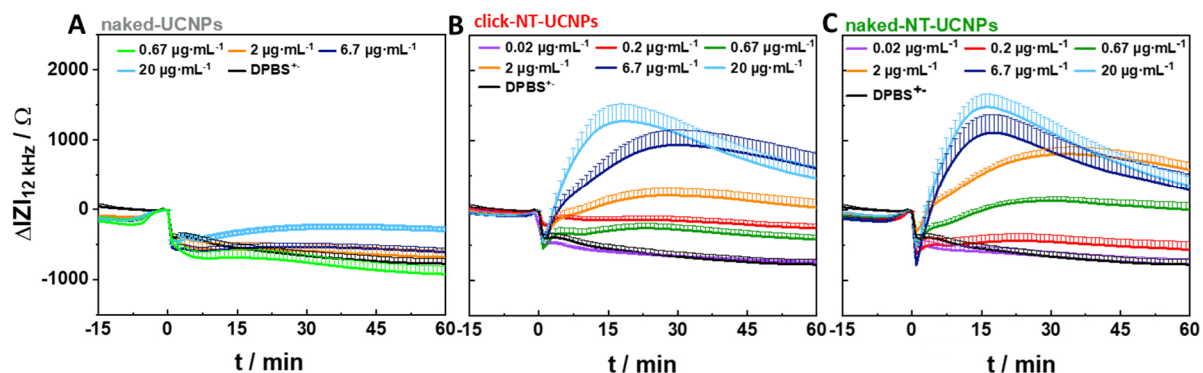 A naked-UCNPs
0.67 µg·mL⁻¹ 2 µg·mL⁻¹ 6.7 µg·mL⁻¹
20 µg·mL⁻¹ DPBS⁺⁻
2000
1000
0
-1000
Δ|Z|12 kHz / Ω
-15 0 15 30 45 60
t / min
B click-NT-UCNPs
0.02 µg·mL⁻¹ 0.2 µg·mL⁻¹ 0.67 µg·mL⁻¹
2 µg·mL⁻¹ 6.7 µg·mL⁻¹ 20 µg·mL⁻¹
DPBS⁺⁻
-15 0 15 30 45 60
t / min
C naked-NT-UCNPs
0.02 µg·mL⁻¹ 0.2 µg·mL⁻¹ 0.67 µg·mL⁻¹
2 µg·mL⁻¹ 6.7 µg·mL⁻¹ 20 µg·mL⁻¹
DPBS⁺⁻
-15 0 15 30 45 60
t / min